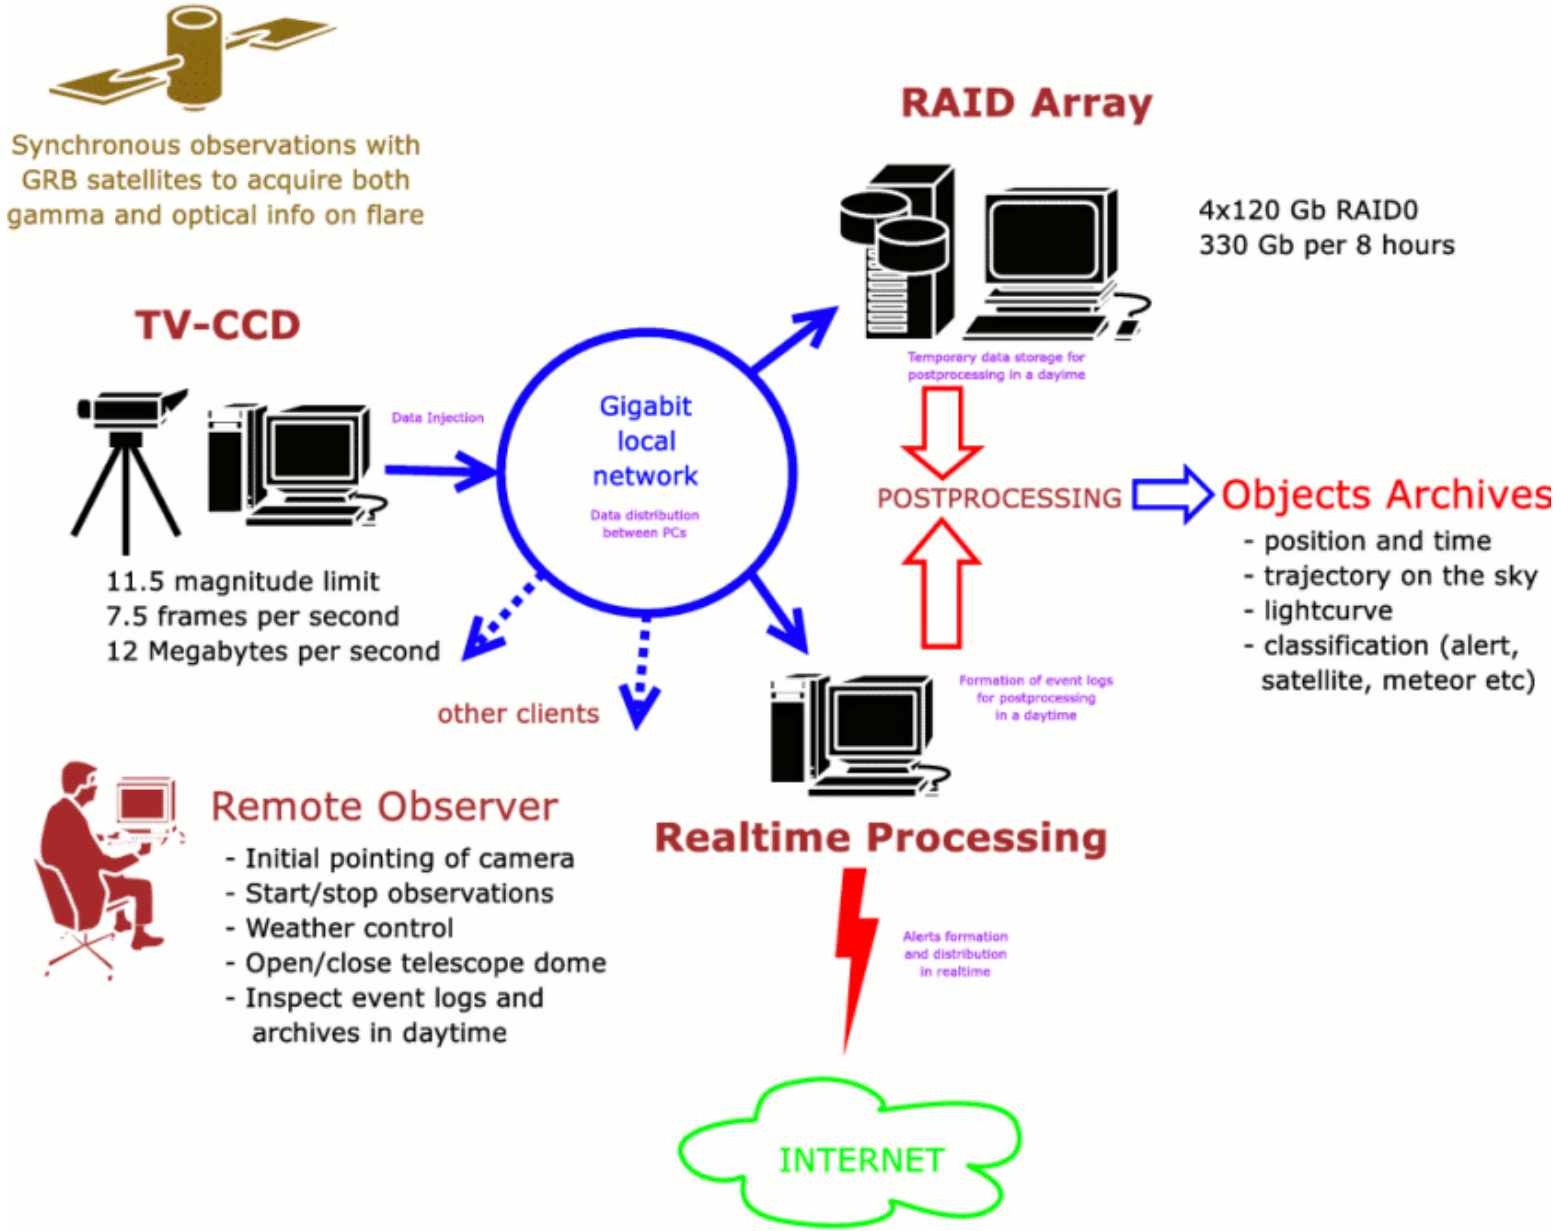 Synchronous observations with
GRB satellites to acquire both
gamma and optical info on flare
RAID Array
4x120 Gb RAID0
330 Gb per 8 hours
Temporary data storage for
postprocessing in a dayime
TV-CCD
Data Injection
11.5 magnitude limit
7.5 frames per second
12 Megabytes per second
Gigabit
local
network
Data distribution
between PCs
other clients
POSTPROCESSING
Objects Archives
- position and time
- trajectory on the sky
- lightcurve
- classification (alert,
satellite, meteor etc)
Formation of event logs
for postprocessing
in a daytime
Realtime Processing
Remote Observer
- Initial pointing of camera
- Start/stop observations
- Weather control
- Open/close telescope dome
- Inspect event logs and
archives in daytime
Alerts formation
and distribution
in realtime
INTERNET